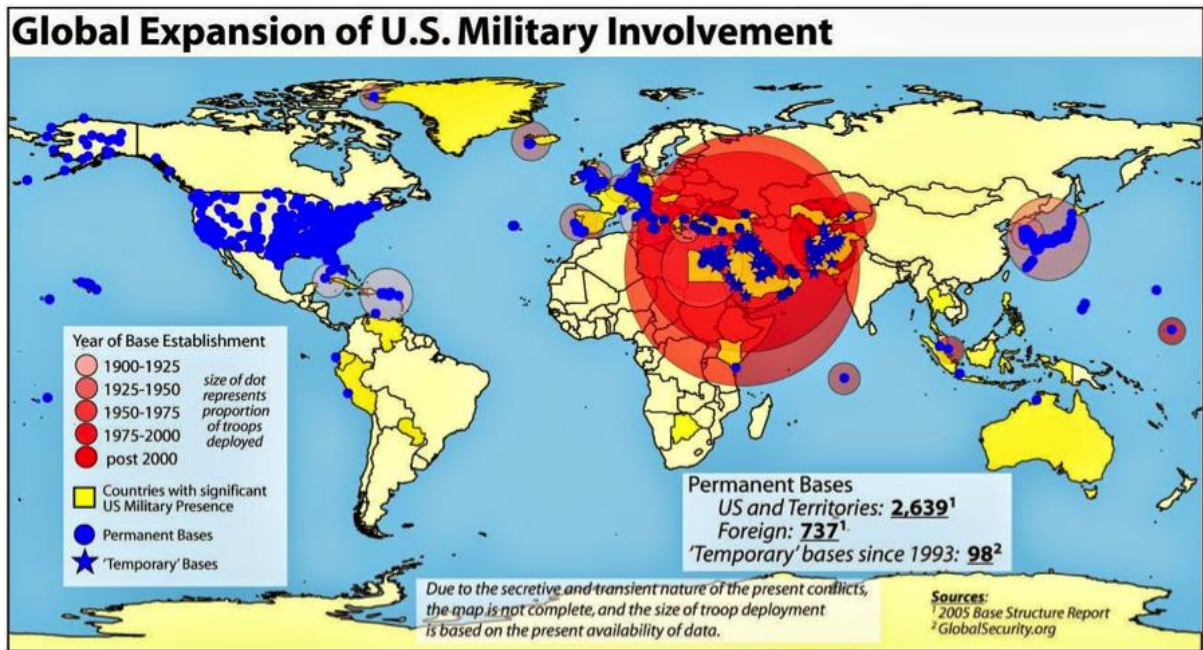 Global Expansion of U.S. Military Involvement
Year of Base Establishment
1900-1925
1925-1950
1950-1975
1975-2000
post 2000
size of dot
represents
proportion
of troops
deployed
Countries with significant
US Military Presence
Permanent Bases
'Temporary' Bases
Permanent Bases
US and Territories: 2,639¹
Foreign: 737¹
'Temporary' bases since 1993: 98²
Due to the secretive and transient nature of the present conflicts,
the map is not complete, and the size of troop deployment
is based on the present availability of data.
Sources:
¹ 2005 Base Structure Report
² GlobalSecurity.org